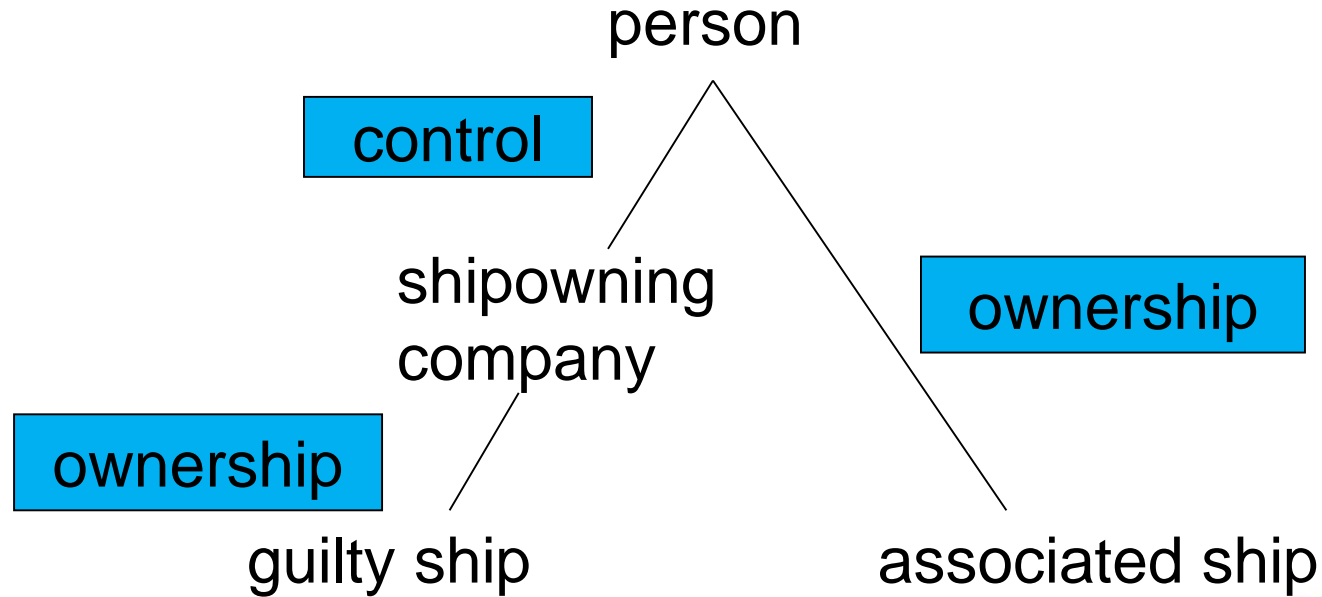 person
control
shipowning
company
ownership
ownership
guilty ship
associated ship